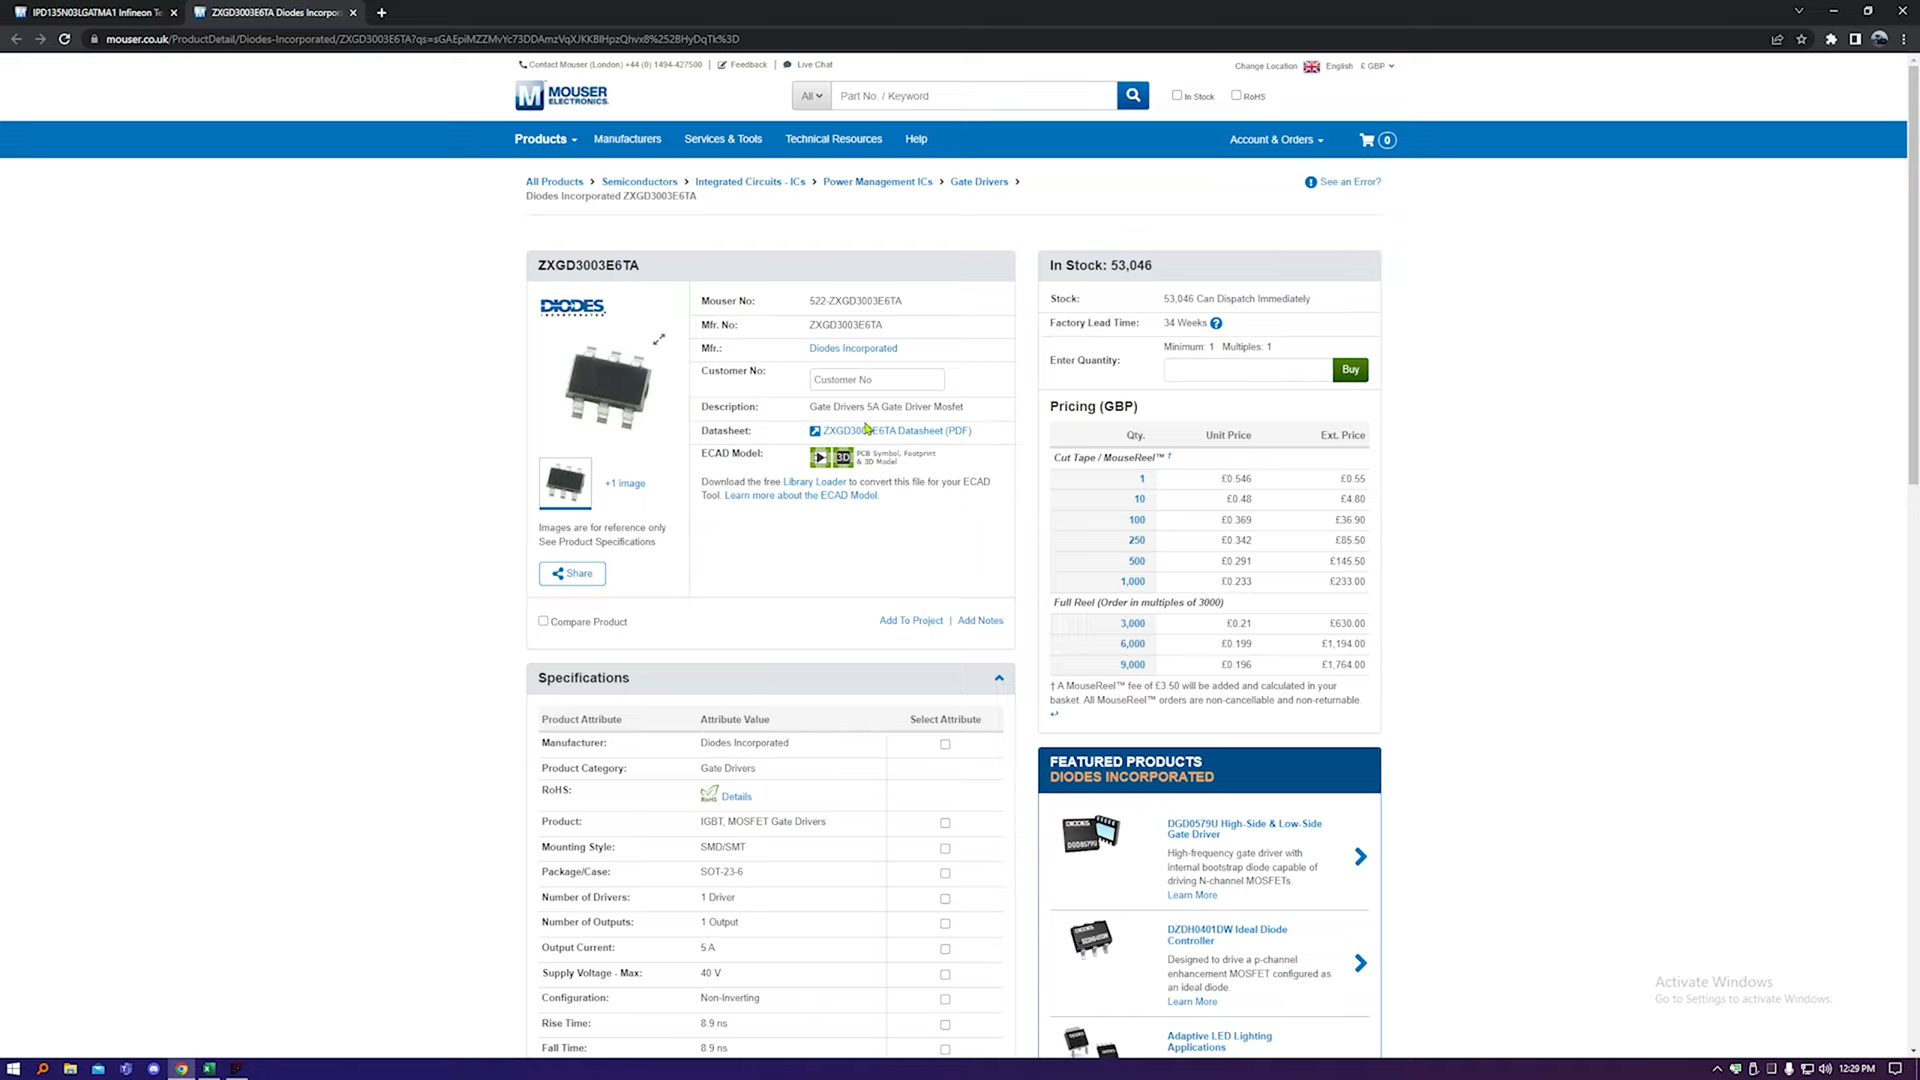 IPD135N03LGATMA1 Infineon Te
ZXGD3003E6TA Diodes Incorpor
mouser.co.uk/ProductDetail/Diodes-Incorporated/ZXGD3003E6TA?qs=sGAEpiMZZMvYc73DDAmzVqXJKKBIHpzQhvx8%252BHyDqTk%3D
Contact Mouser (London) +44 (0) 1494-427500 | Feedback | Live Chat
Change Location English £ GBP
M MOUSER ELECTRONICS
All Part No. / Keyword
In Stock RoHS
Products Manufacturers Services & Tools Technical Resources Help
Account & Orders 0
All Products > Semiconductors > Integrated Circuits - ICs > Power Management ICs > Gate Drivers >
Diodes Incorporated ZXGD3003E6TA
See an Error?
ZXGD3003E6TA
DIODES INCORPORATED
Mouser No: 522-ZXGD3003E6TA
Mfr. No: ZXGD3003E6TA
Mfr.: Diodes Incorporated
Customer No: Customer No
Description: Gate Drivers 5A Gate Driver Mosfet
Datasheet: ZXGD3003E6TA Datasheet (PDF)
ECAD Model: 3D PCB Symbol, Footprint
& 3D Model
Download the free Library Loader to convert this file for your ECAD
Tool. Learn more about the ECAD Model.
+1 image
Images are for reference only
See Product Specifications
Share
Compare Product
Add To Project | Add Notes
In Stock: 53,046
Stock: 53,046 Can Dispatch Immediately
Factory Lead Time: 34 Weeks
Minimum: 1 Multiples: 1
Enter Quantity: Buy
Pricing (GBP)
Qty. Unit Price Ext. Price
Cut Tape / MouseReel™ †
1 £0.546 £0.55
10 £0.48 £4.80
100 £0.369 £36.90
250 £0.342 £85.50
500 £0.291 £145.50
1,000 £0.233 £233.00
Full Reel (Order in multiples of 3000)
3,000 £0.21 £630.00
6,000 £0.199 £1,194.00
9,000 £0.196 £1,764.00
† A MouseReel™ fee of £3.50 will be added and calculated in your
basket. All MouseReel™ orders are non-cancellable and non-returnable.
Specifications
Product Attribute Attribute Value Select Attribute
Manufacturer: Diodes Incorporated
Product Category: Gate Drivers
RoHS: RoHS Details
Product: IGBT, MOSFET Gate Drivers
Mounting Style: SMD/SMT
Package/Case: SOT-23-6
Number of Drivers: 1 Driver
Number of Outputs: 1 Output
Output Current: 5 A
Supply Voltage - Max: 40 V
Configuration: Non-Inverting
Rise Time: 8.9 ns
Fall Time: 8.9 ns
FEATURED PRODUCTS
DIODES INCORPORATED
DIODES DGD0579U
DGD0579U High-Side & Low-Side
Gate Driver
High-frequency gate driver with
internal bootstrap diode capable of
driving N-channel MOSFETs.
Learn More
DZDH0401DW Ideal Diode
Controller
Designed to drive a p-channel
enhancement MOSFET configured as
an ideal diode.
Learn More
Adaptive LED Lighting
Applications
Activate Windows
Go to Settings to activate Windows.
12:29 PM